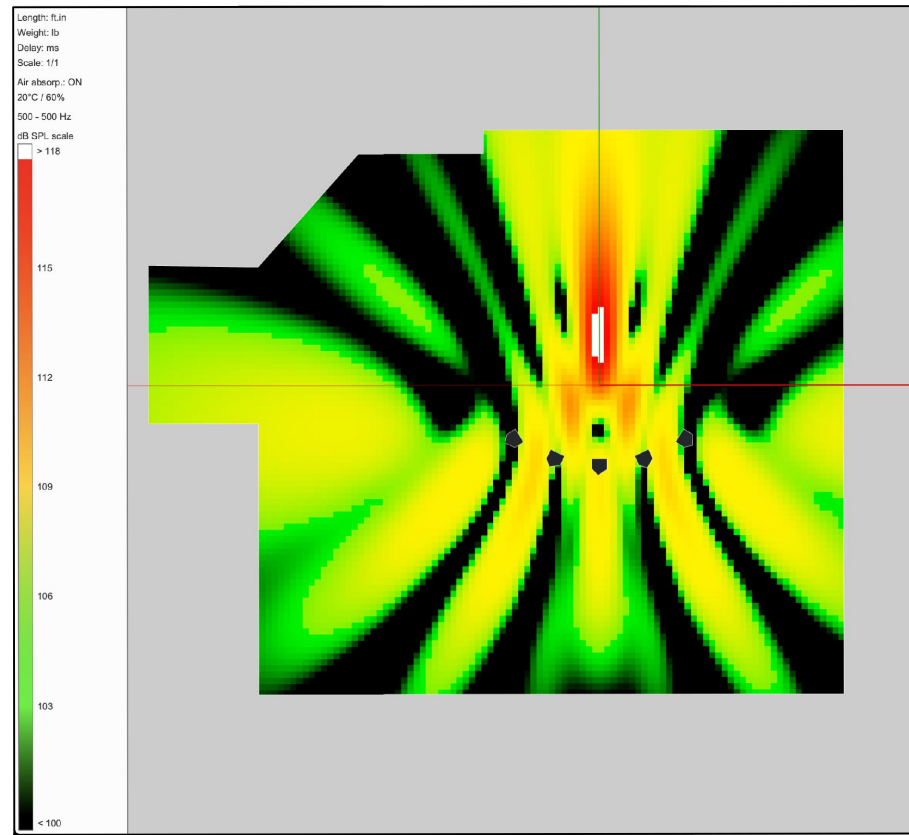 Length: ft.in
Weight: lb
Delay: ms
Scale: 1/1
Air absorp.: ON
20°C / 60%
500 - 500 Hz
dB SPL scale
> 118
115
112
109
106
103
< 100